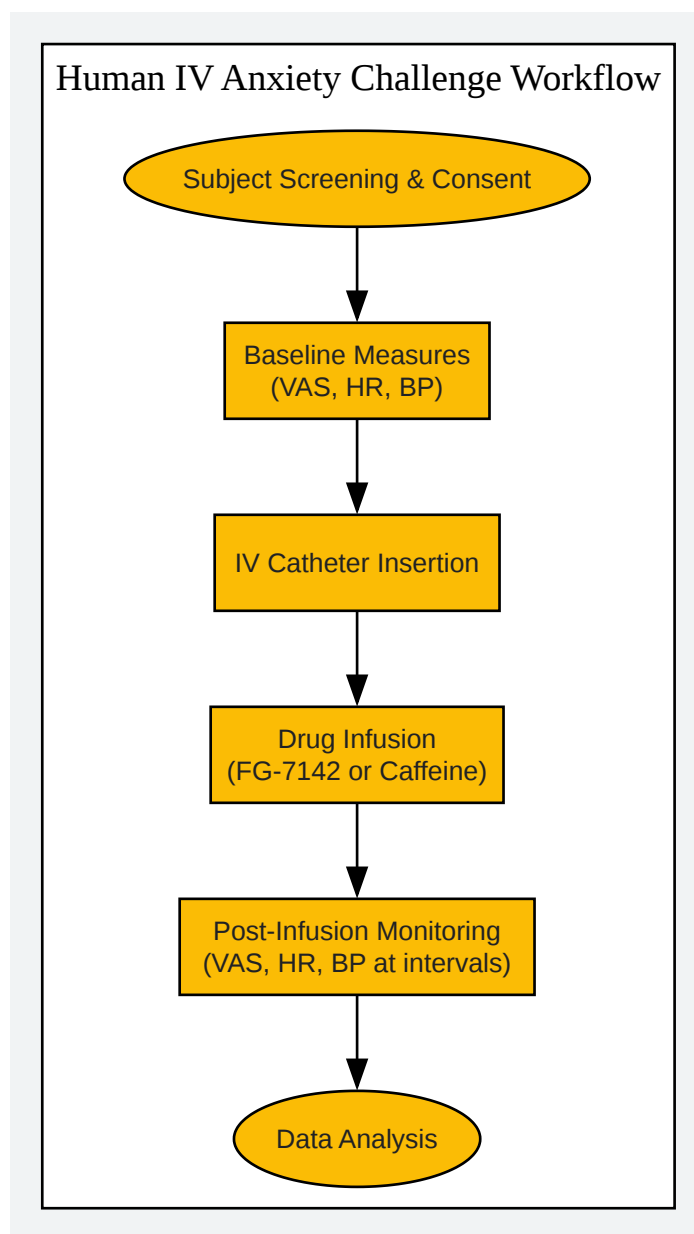 Human IV Anxiety Challenge Workflow
Subject Screening & Consent
Baseline Measures
(VAS, HR, BP)
IV Catheter Insertion
Drug Infusion
(FG-7142 or Caffeine)
Post-Infusion Monitoring
(VAS, HR, BP at intervals)
Data Analysis